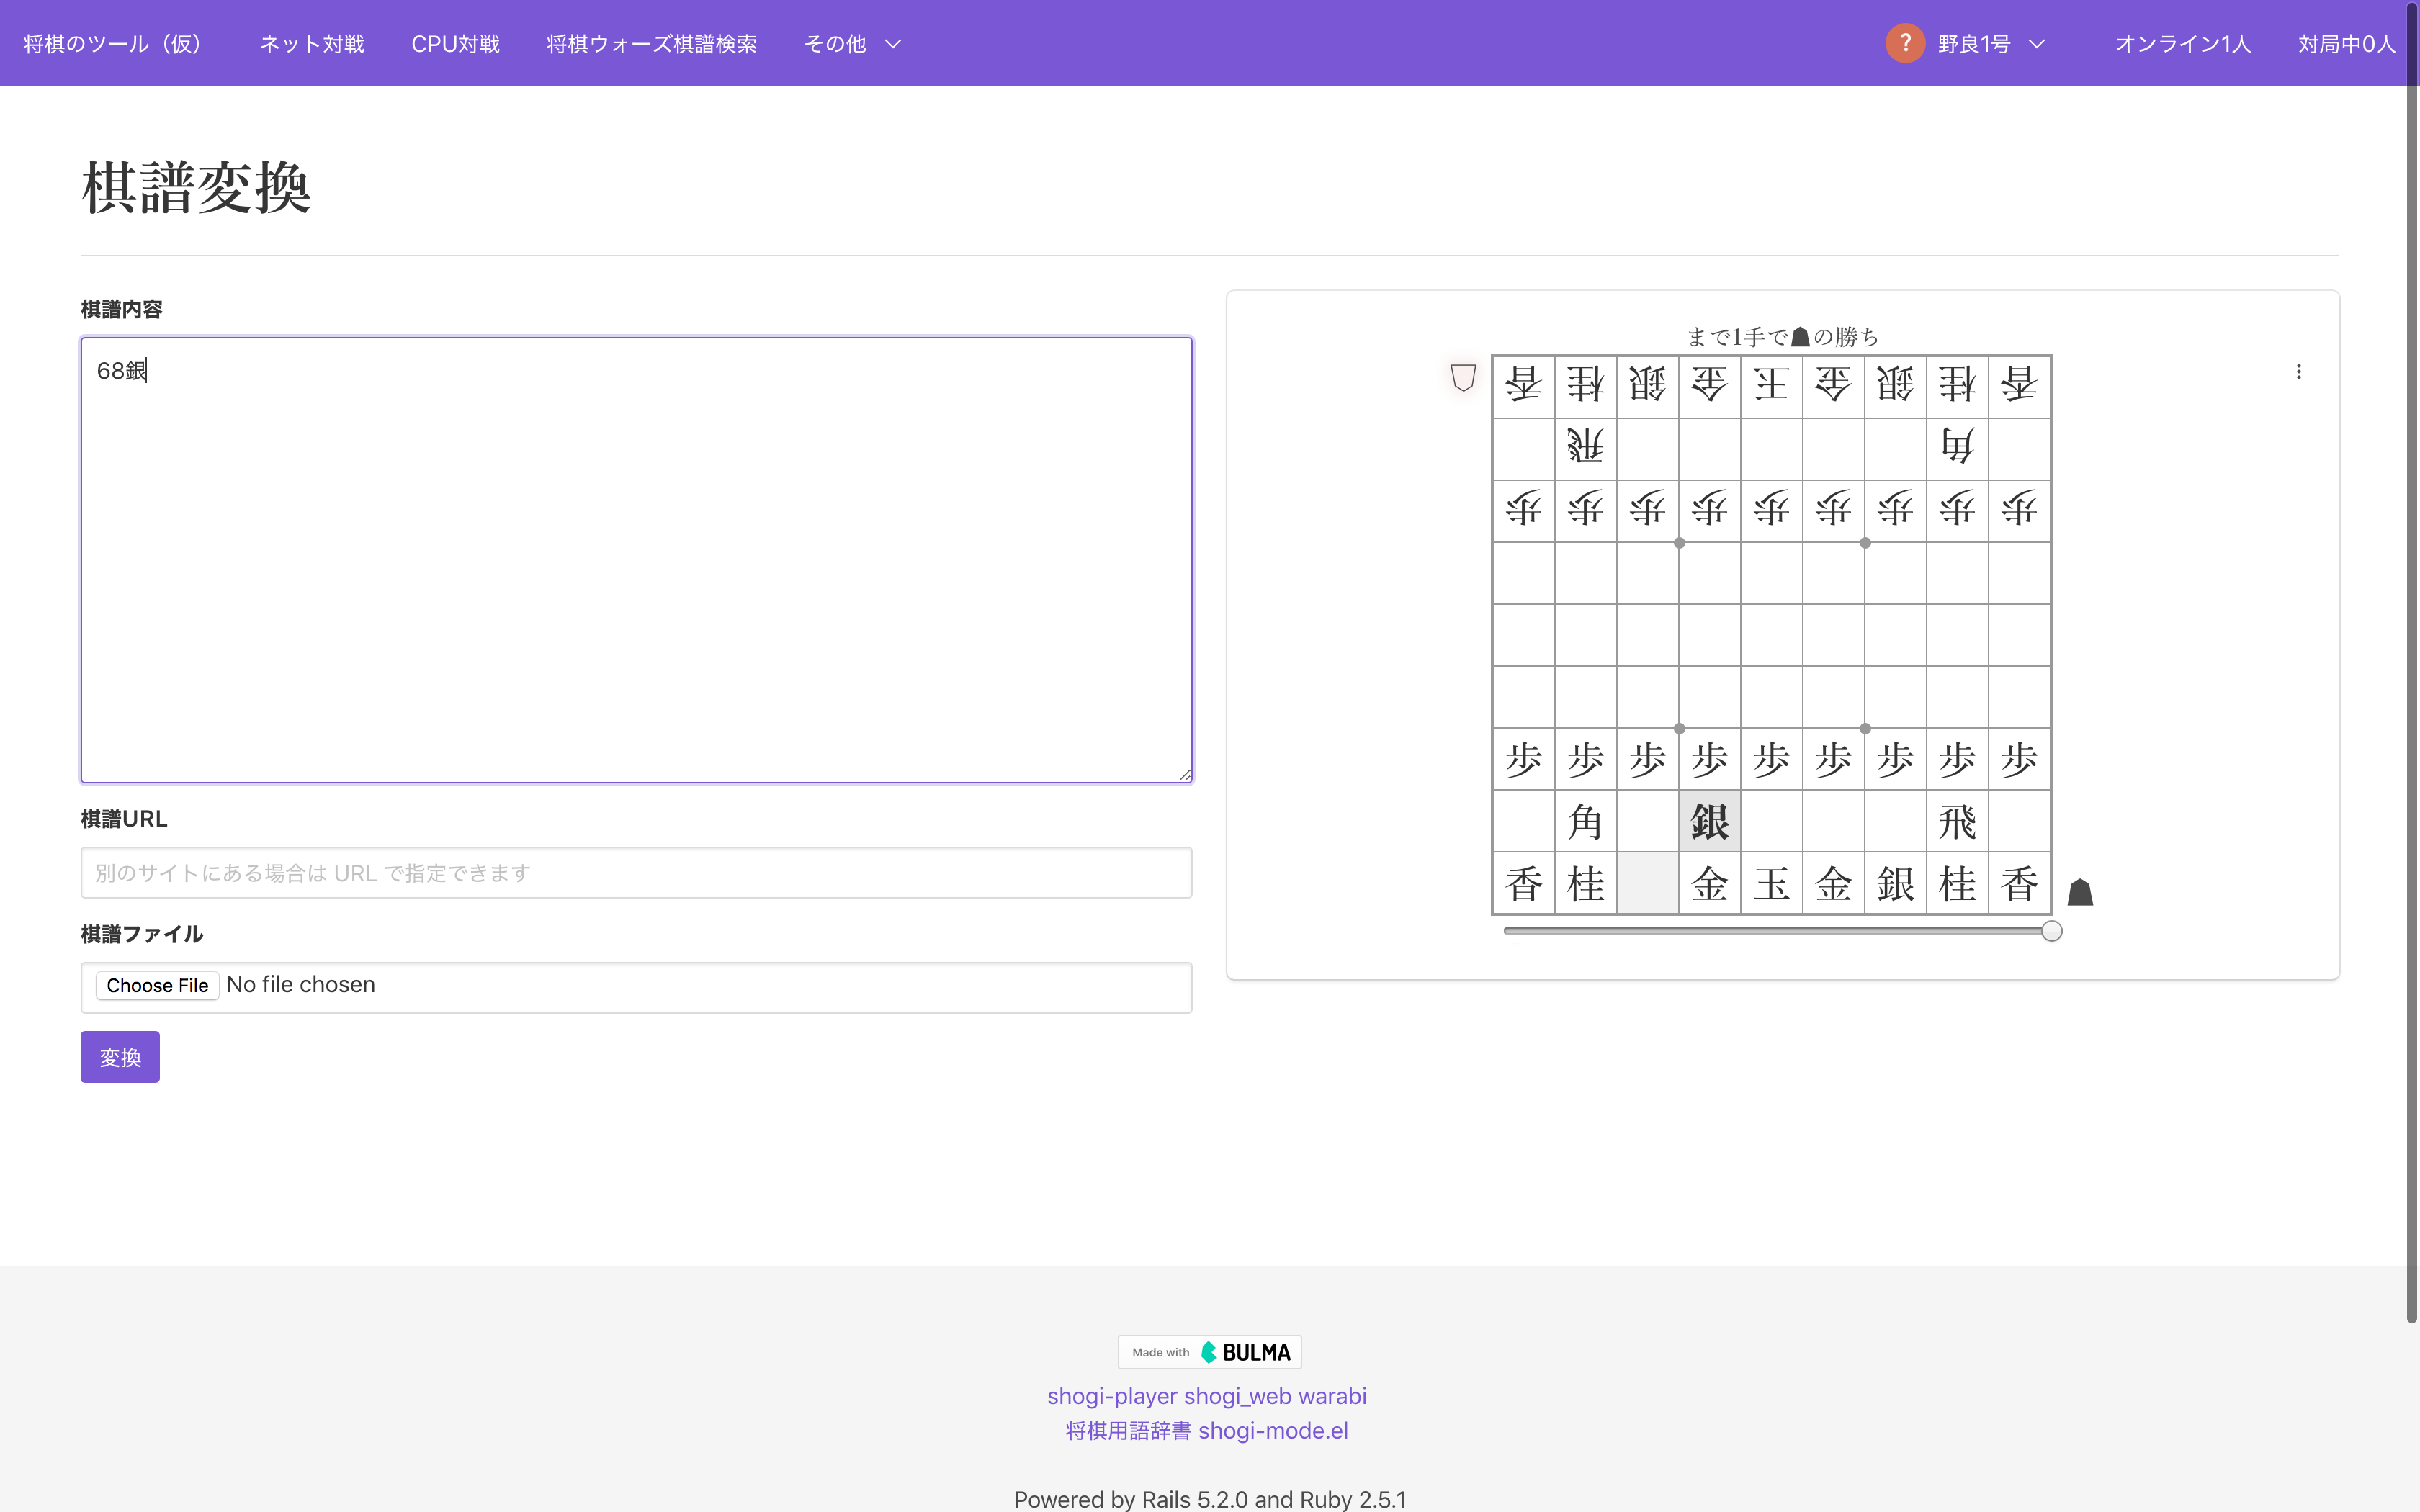 将棋のツール（仮） ネット対戦 CPU対戦 将棋ウォーズ棋譜検索 その他 ? 野良1号 オンライン1人 対局中0人
棋譜変換
棋譜内容
68銀
棋譜URL
別のサイトにある場合は URL で指定できます
棋譜ファイル
Choose File No file chosen
変換
まで1手で☗の勝ち
香 桂 銀 金 王 金 銀 桂 香
飛 角
歩 歩 歩 歩 歩 歩 歩 歩 歩
歩 歩 歩 歩 歩 歩 歩 歩 歩
角 銀 飛
香 桂 金 玉 金 銀 桂 香
Made with BULMA
shogi-player shogi_web warabi
将棋用語辞書 shogi-mode.el
Powered by Rails 5.2.0 and Ruby 2.5.1